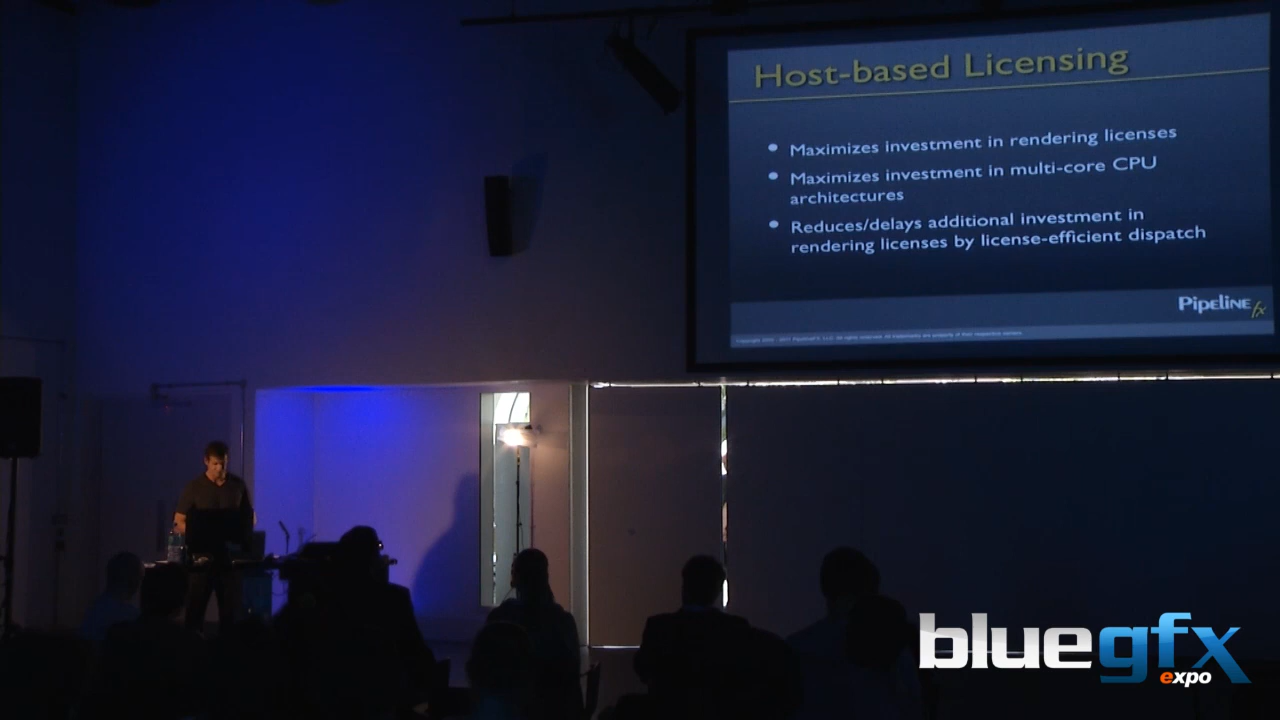 Host-based Licensing
• Maximizes investment in rendering licenses
• Maximizes investment in multi-core CPU
architectures
• Reduces/delays additional investment in
rendering licenses by license-efficient dispatch
PipelineFX
bluegfx
expo